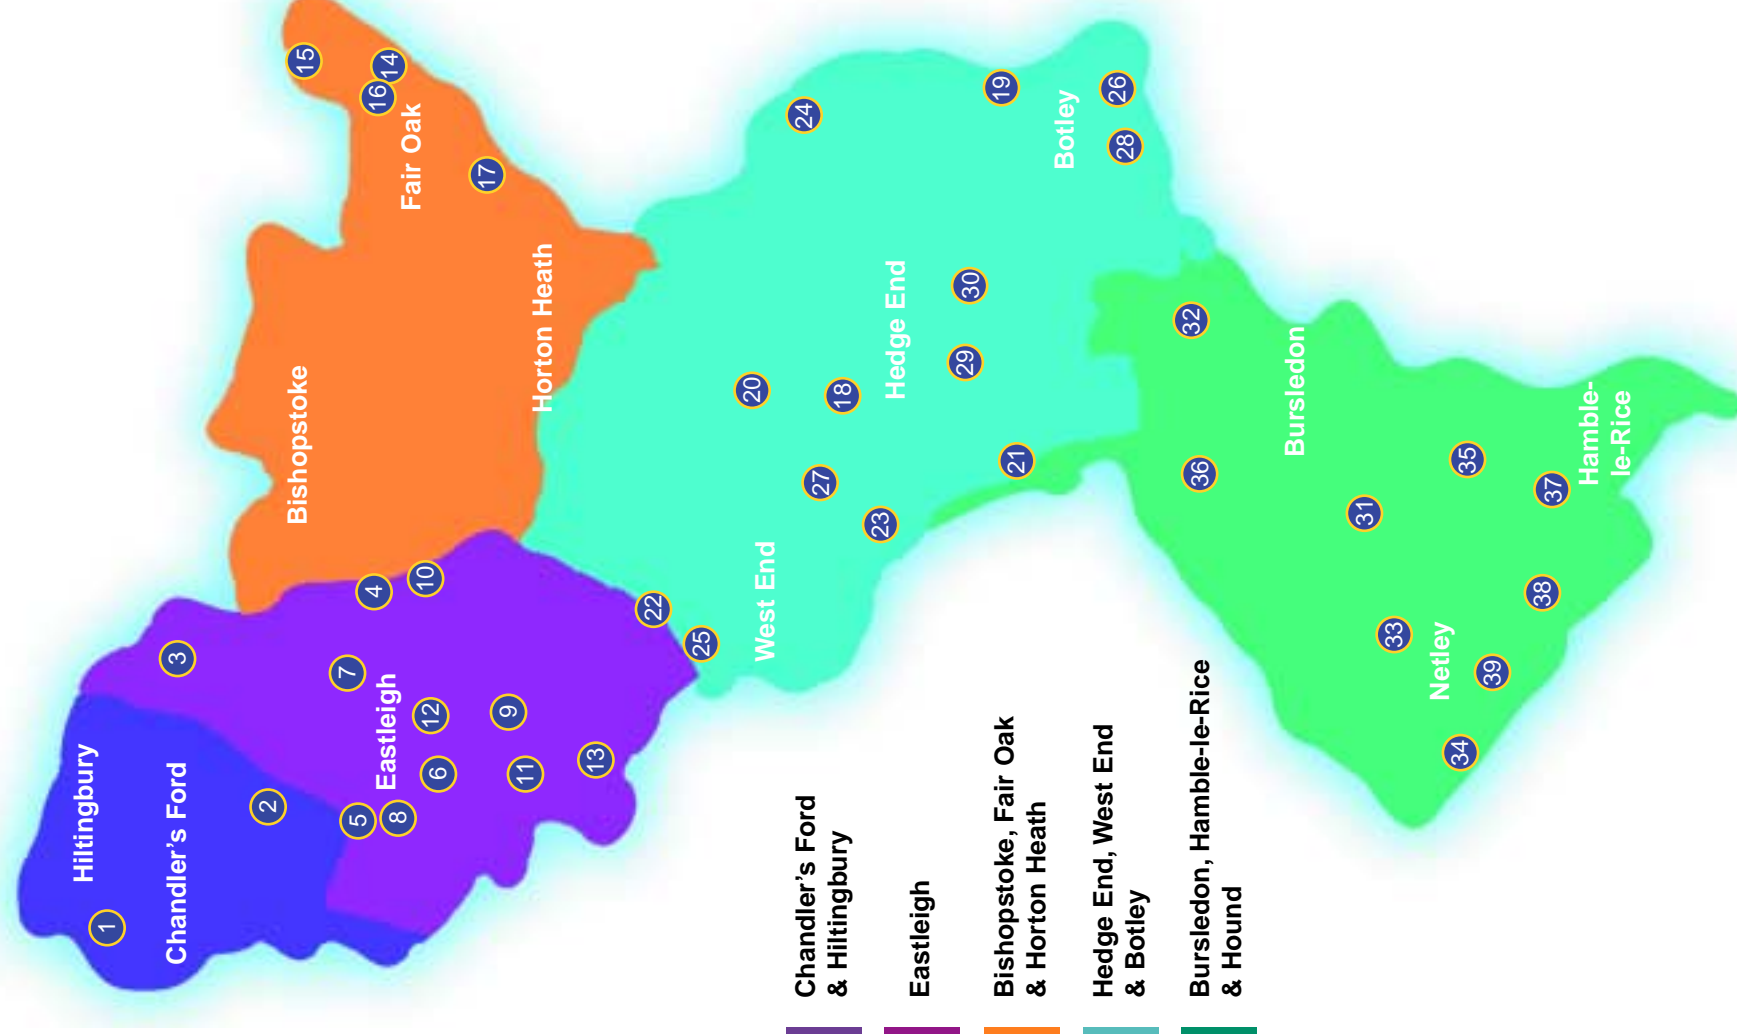 Hiltingbury
1
Chandler's Ford
3
2
Bishopstoke
15
7
5
4
16
Eastleigh
14
8
Fair Oak
10
12
6
17
9
11
Horton Heath
13
22
25
20
West End
24
27
18
23
Hedge End
29
30
19
21
Botley
26
28
32
36
Bursledon
31
33
Netley
34
35
39
38
37
Hamble-
le-Rice
Chandler's Ford
& Hiltingbury
Eastleigh
Bishopstoke, Fair Oak
& Horton Heath
Hedge End, West End
& Botley
Bursledon, Hamble-le-Rice
& Hound